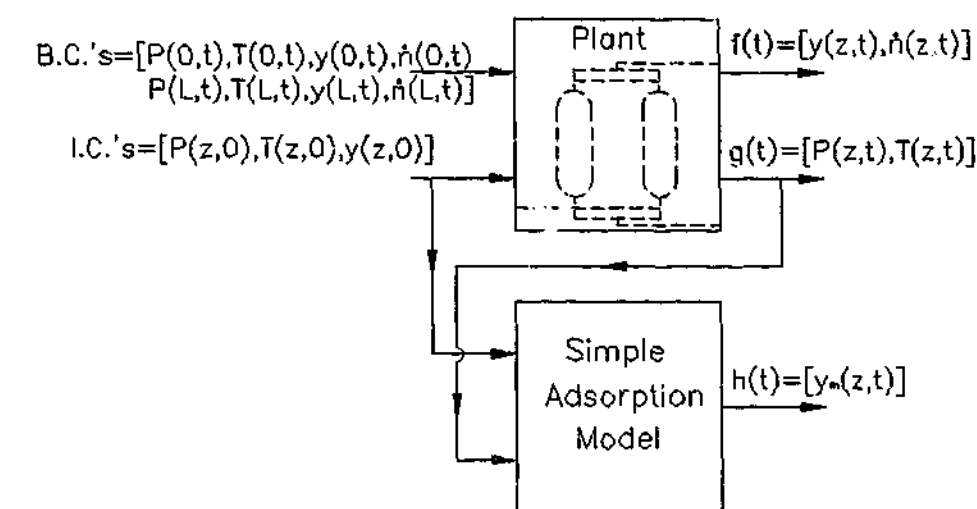 B.C.'s=[P(0,t),T(0,t),y(0,t),ṅ(0,t)
P(L,t),T(L,t),y(L,t),ṅ(L,t)]
I.C.'s=[P(z,0),T(z,0),y(z,0)]
Plant
f(t)=[y(z,t),ṅ(z,t)]
g(t)=[P(z,t),T(z,t)]
Simple
Adsorption
Model
h(t)=[yₘ(z,t)]